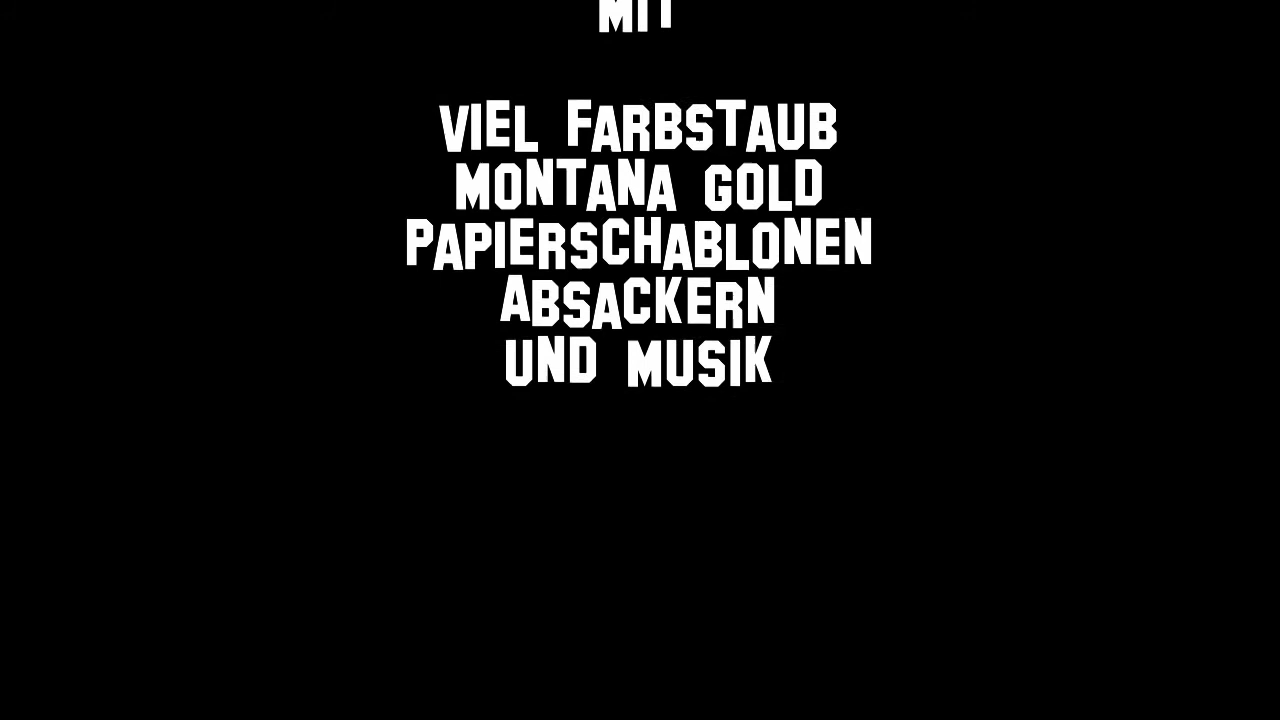 MIT
VIEL FARBSTAUB
MONTANA GOLD
PAPIERSCHABLONEN
ABSACKERN
UND MUSIK